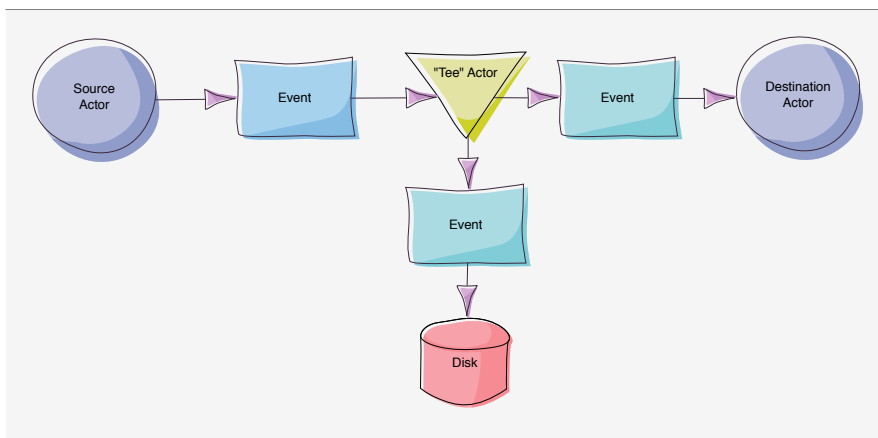 Source
Actor
Event
"Tee" Actor
Event
Destination
Actor
Event
Disk